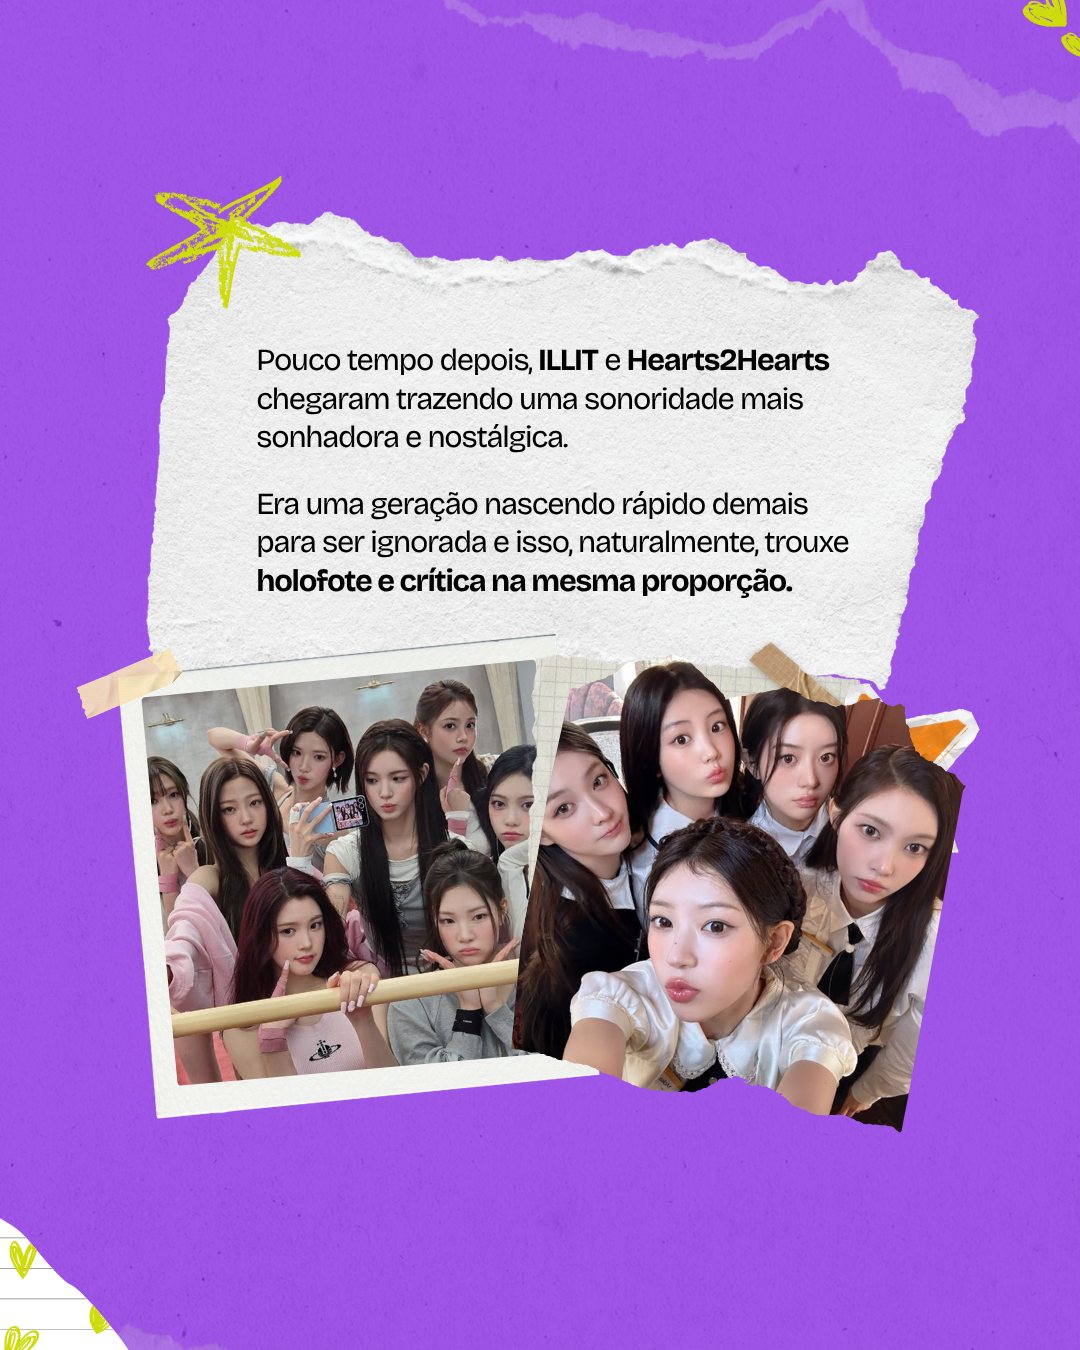 Pouco tempo depois, ILLIT e Hearts2Hearts
chegaram trazendo uma sonoridade mais
sonhadora e nostálgica.
Era uma geração nascendo rápido demais
para ser ignorada e isso, naturalmente, trouxe
holofote e crítica na mesma proporção.